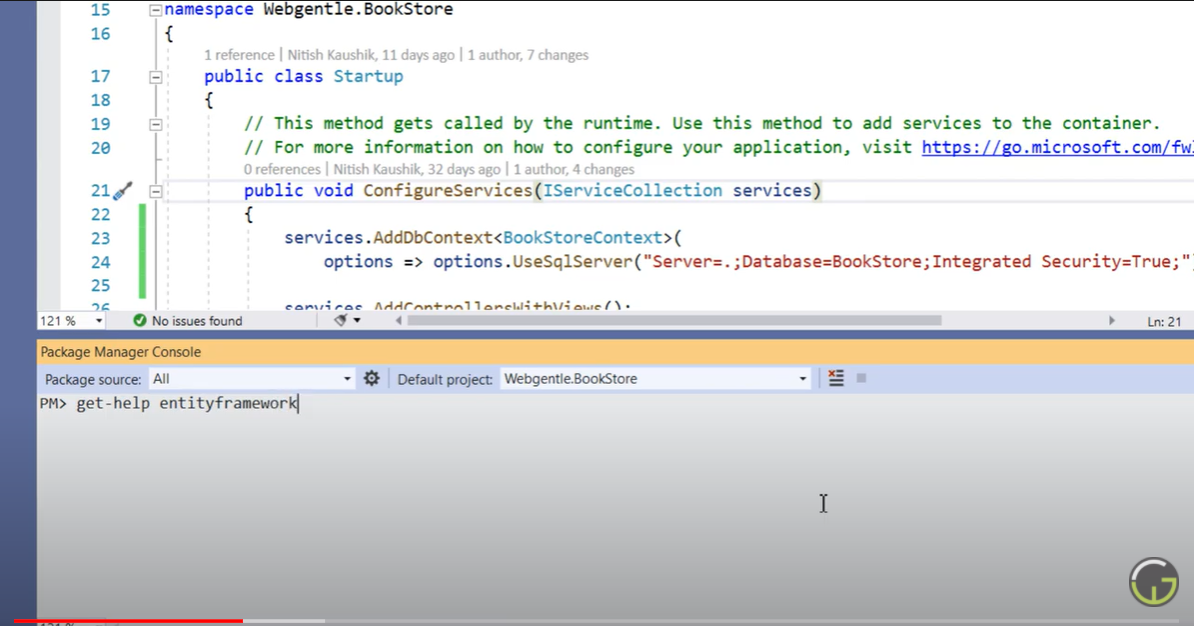 15 namespace Webgentle.BookStore
16 {
1 reference | Nitish Kaushik, 11 days ago | 1 author, 7 changes
17 public class Startup
18 {
19 // This method gets called by the runtime. Use this method to add services to the container.
20 // For more information on how to configure your application, visit https://go.microsoft.com/fwl
0 references | Nitish Kaushik, 32 days ago | 1 author, 4 changes
21 public void ConfigureServices(IServiceCollection services)
22 {
23 services.AddDbContext<BookStoreContext>(
24 options => options.UseSqlServer("Server=.;Database=BookStore;Integrated Security=True;")
25
26 services.AddControllersWithViews();
121 % No issues found Ln: 21
Package Manager Console
Package source: All Default project: Webgentle.BookStore
PM> get-help entityframework